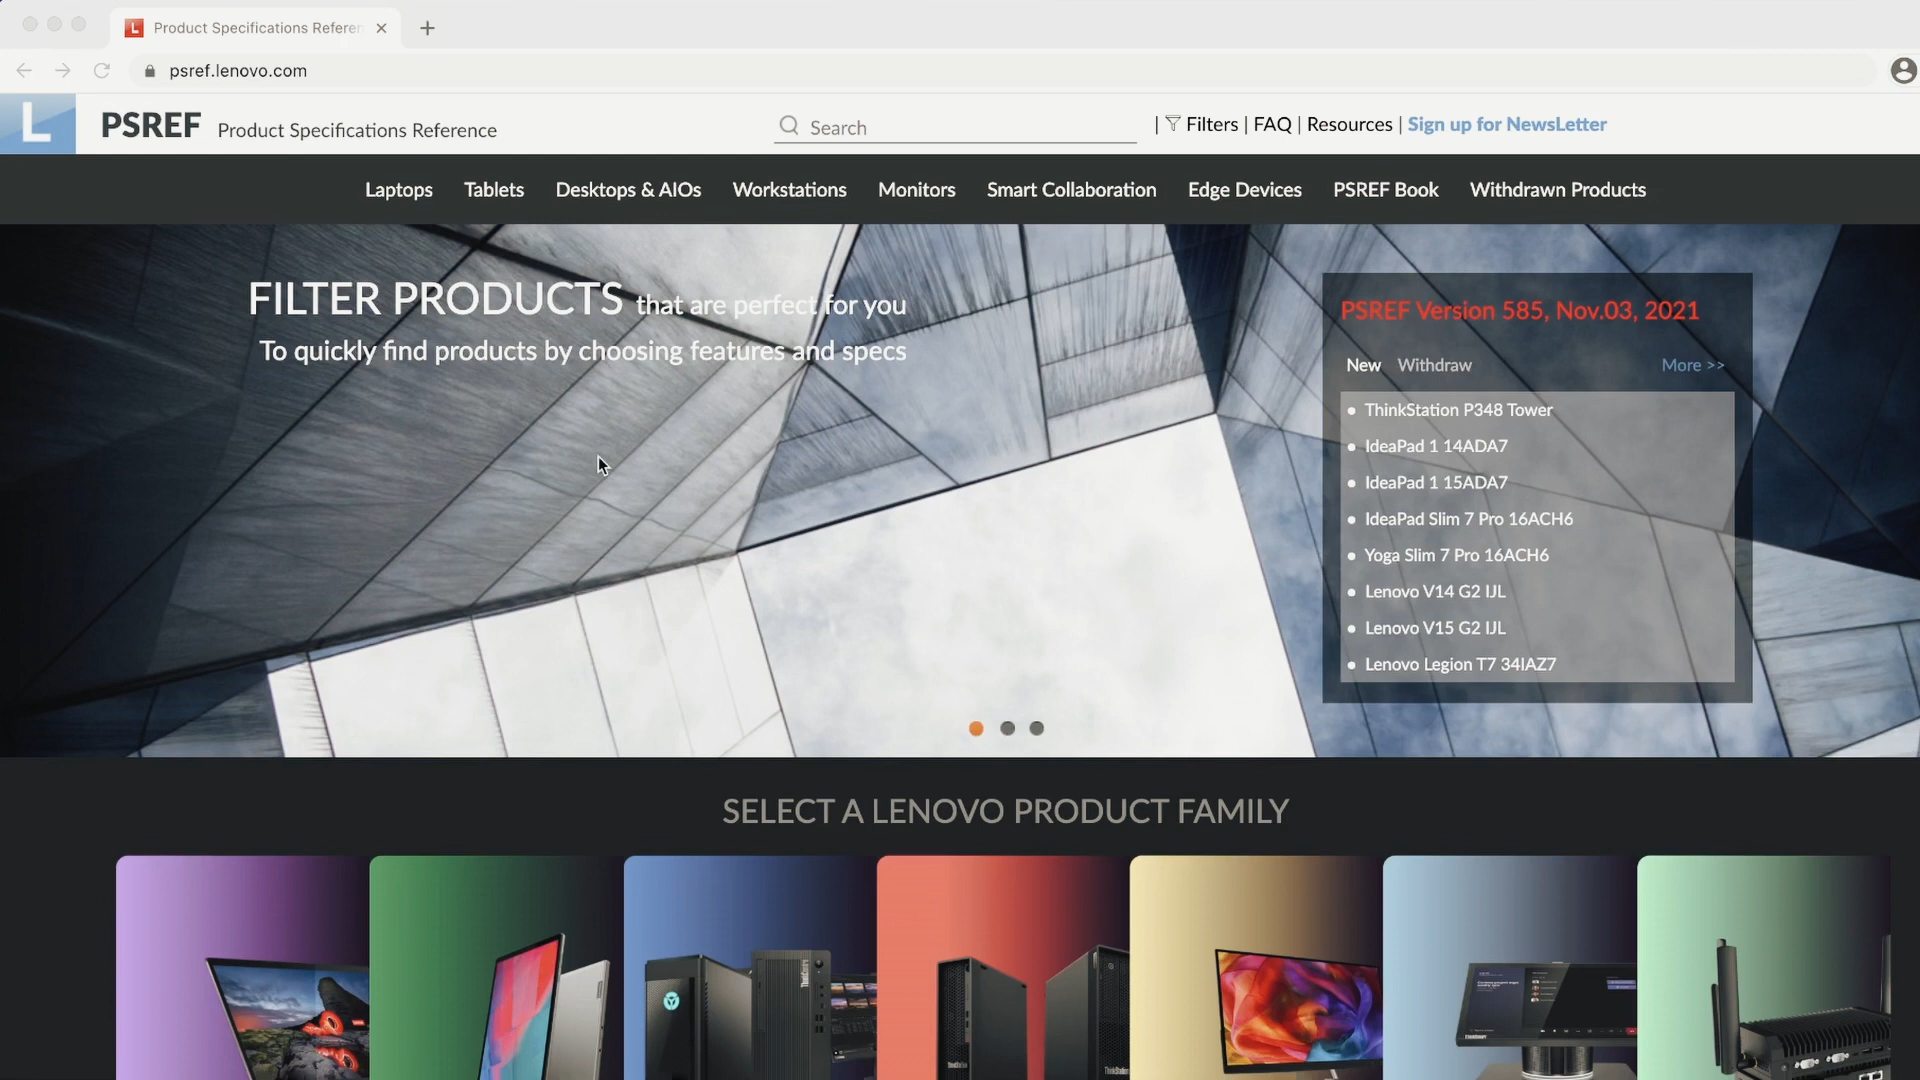 Product Specifications Referen
psref.lenovo.com
L
PSREF Product Specifications Reference
Search
| Filters | FAQ | Resources | Sign up for NewsLetter
Laptops Tablets Desktops & AIOs Workstations Monitors Smart Collaboration Edge Devices PSREF Book Withdrawn Products
FILTER PRODUCTS that are perfect for you
To quickly find products by choosing features and specs
PSREF Version 585, Nov.03, 2021
New Withdraw More >>
ThinkStation P348 Tower
IdeaPad 1 14ADA7
IdeaPad 1 15ADA7
IdeaPad Slim 7 Pro 16ACH6
Yoga Slim 7 Pro 16ACH6
Lenovo V14 G2 IJL
Lenovo V15 G2 IJL
Lenovo Legion T7 34IAZ7
SELECT A LENOVO PRODUCT FAMILY